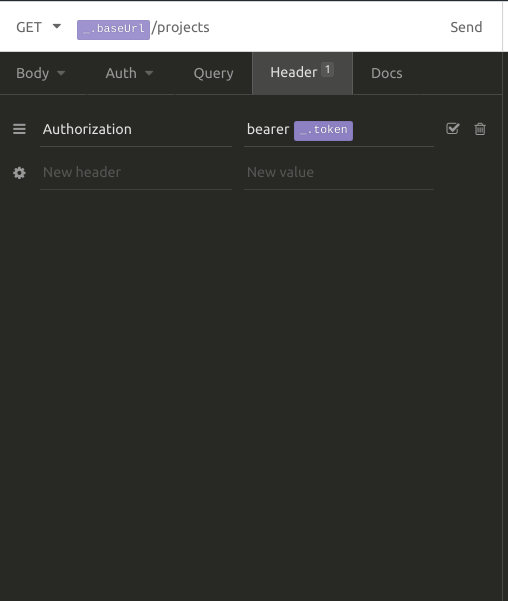 GET _.baseUrl/projects Send
Body Auth Query Header 1 Docs
Authorization bearer _.token
New header New value